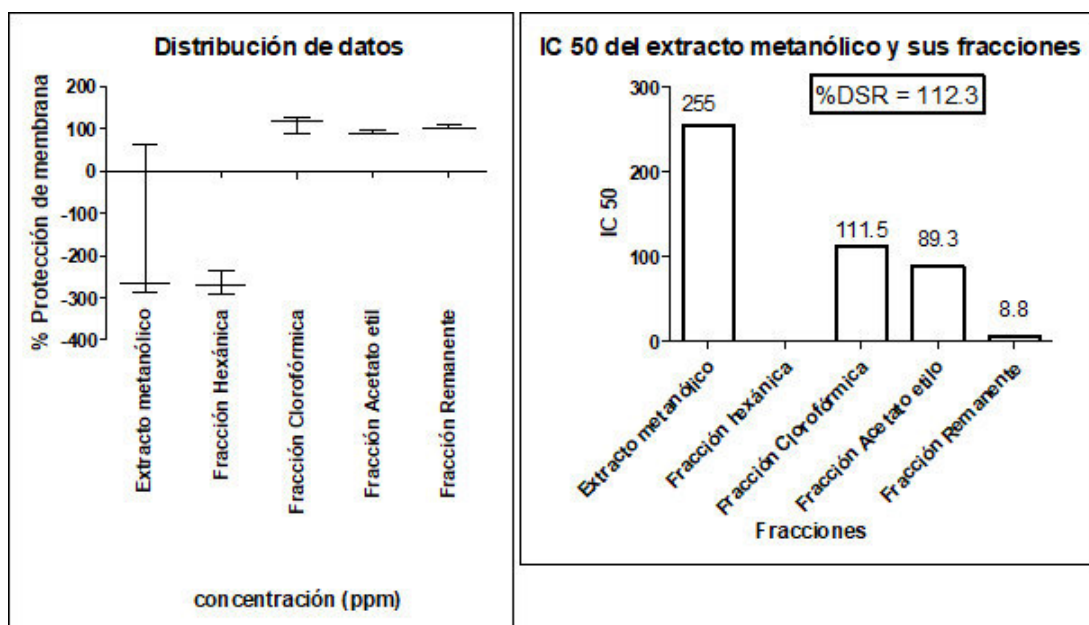 Distribución de datos
% Protección de membrana
200
100
0
-100
-200
-300
-400
Extracto metanólico
Fracción Hexánica
Fracción Clorofórmica
Fracción Acetato etil
Fracción Remanente
concentración (ppm)
IC 50 del extracto metanólico y sus fracciones
%DSR = 112.3
IC 50
300
200
100
0
255
111.5
89.3
8.8
Extracto metanólico
Fracción hexánica
Fracción Clorofórmica
Fracción Acetato etilo
Fracción Remanente
Fracciones